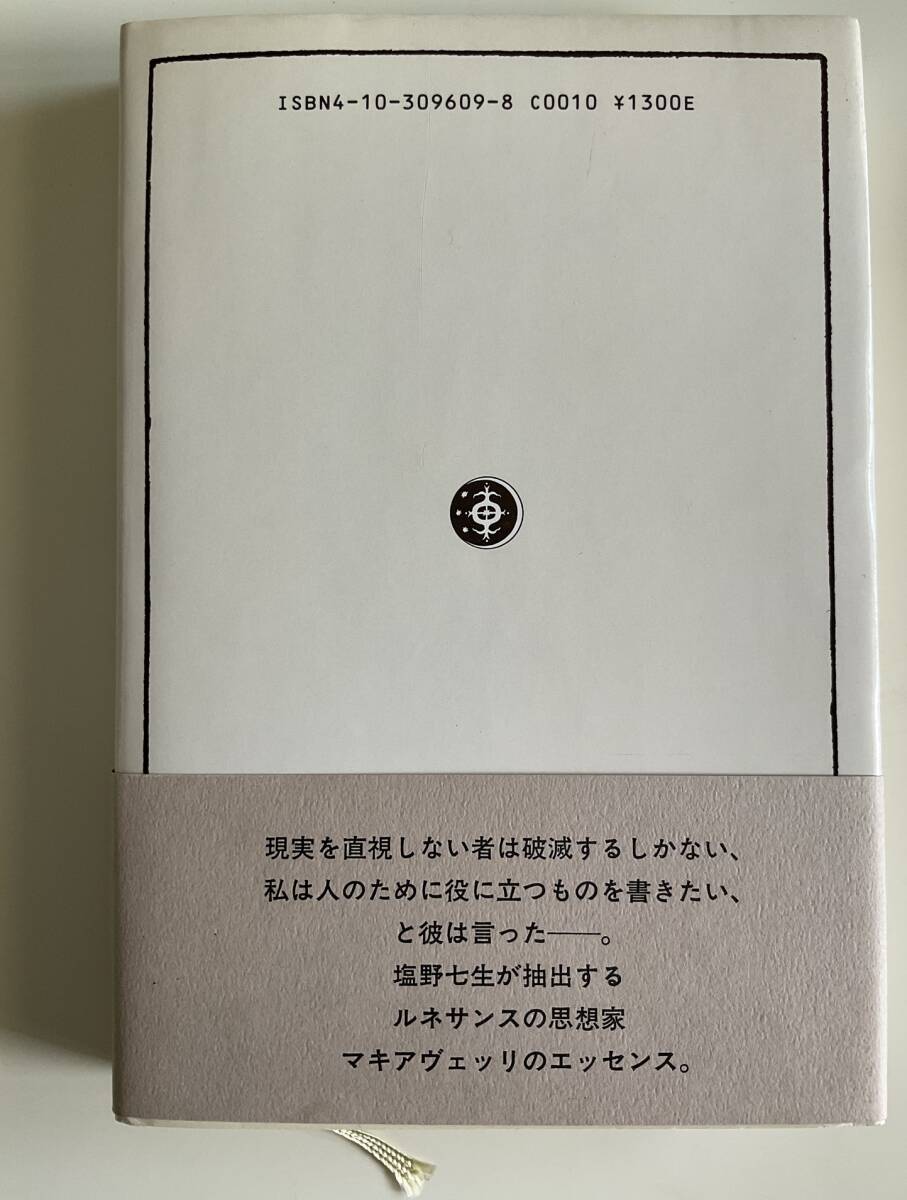 ISBN4-10-309609-8 C0010 ¥1300E
現実を直視しない者は破滅するしかない、
私は人のために役に立つものを書きたい、
と彼は言った──。
塩野七生が抽出する
ルネサンスの思想家
マキアヴェッリのエッセンス。